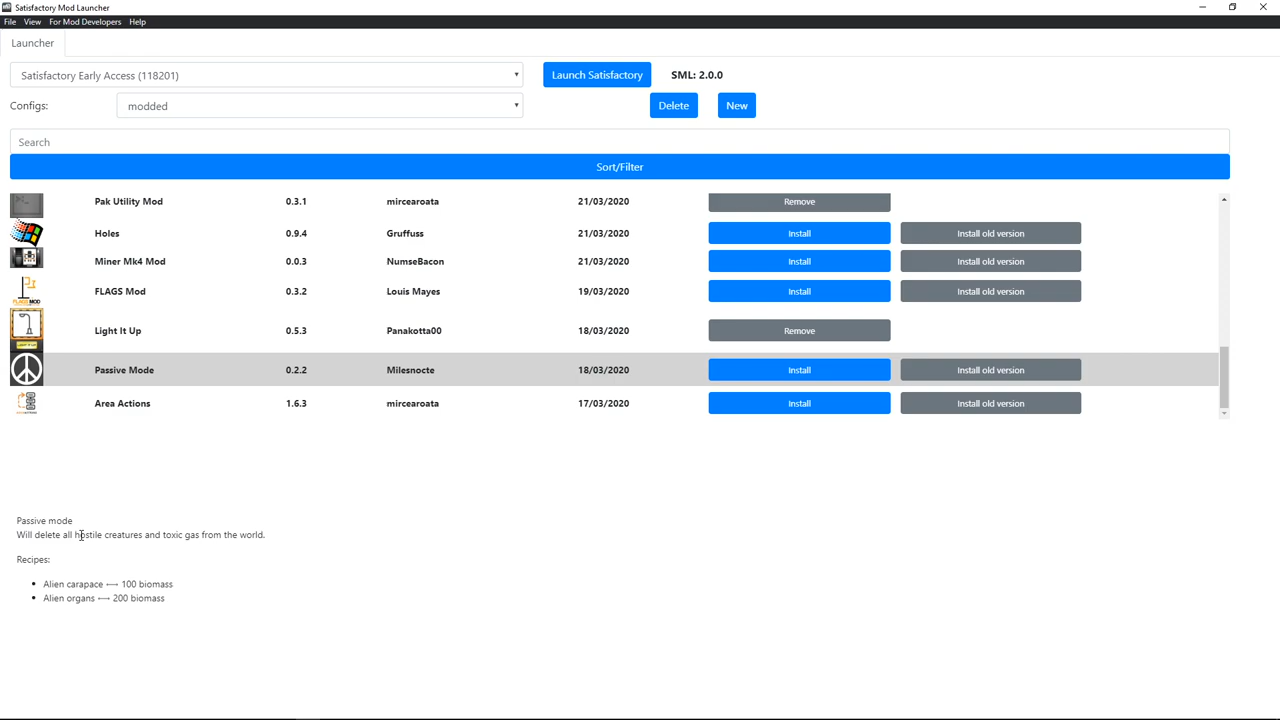 Satisfactory Mod Launcher
File View For Mod Developers Help
Launcher
Satisfactory Early Access (118201) Launch Satisfactory SML: 2.0.0
Configs: modded Delete New
Search
Sort/Filter
Pak Utility Mod 0.3.1 mircearoata 21/03/2020 Remove
Holes 0.9.4 Gruffuss 21/03/2020 Install Install old version
Miner Mk4 Mod 0.0.3 NumseBacon 21/03/2020 Install Install old version
FLAGS Mod 0.3.2 Louis Mayes 19/03/2020 Install Install old version
Light It Up 0.5.3 Panakotta00 18/03/2020 Remove
Passive Mode 0.2.2 Milesnocte 18/03/2020 Install Install old version
Area Actions 1.6.3 mircearoata 17/03/2020 Install Install old version
Passive mode
Will delete all hostile creatures and toxic gas from the world.
Recipes:
• Alien carapace ⟷ 100 biomass
• Alien organs ⟷ 200 biomass